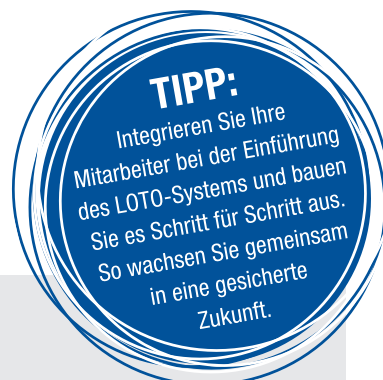 TIPP:
Integrieren Sie Ihre
Mitarbeiter bei der Einführung
des LOTO-Systems und bauen
Sie es Schritt für Schritt aus.
So wachsen Sie gemeinsam
in eine gesicherte
Zukunft.